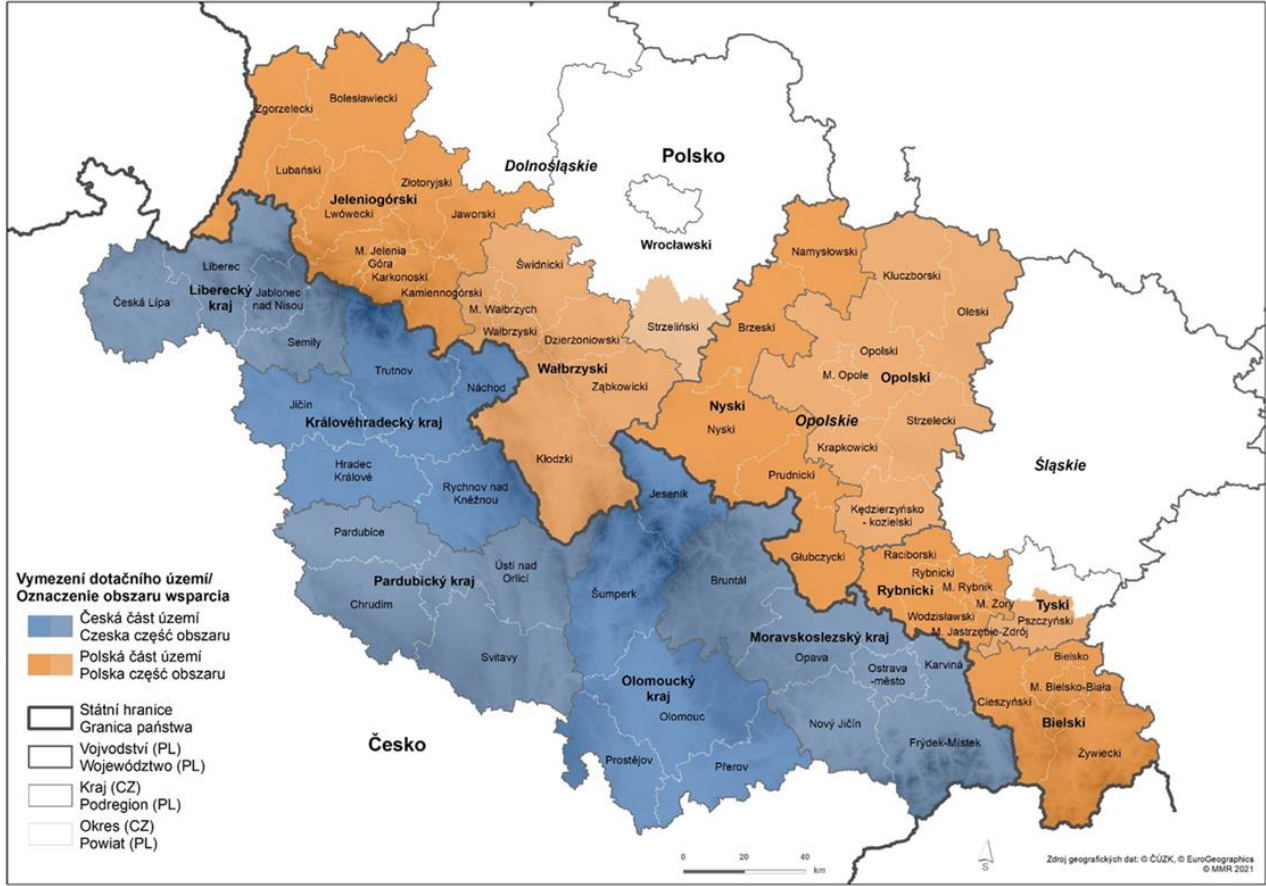 Zgorzelecki
Bolesławiecki
Lubański
Złotoryjski
Jeleniogórski
Lwówecki
Jaworski
M. Jelenia
Góra
Karkonoski
Kamiennogórski
Dolnośląskie
Polsko
Wrocławski
Świdnicki
M. Wałbrzych
Wałbrzyski
Dzierżoniowski
Strzeliński
Wałbrzyski
Ząbkowicki
Kłodzki
Namysłowski
Kluczborski
Oleski
Brzeski
Opolski
M. Opole
Opolski
Nyski
Nyski
Opolskie
Strzelecki
Krapkowicki
Prudnicki
Kędzierzyńsko
- kozielski
Głubczycki
Śląskie
Raciborski
Rybnicki
M. Rybnik
Rybnicki
M. Żory
Wodzisławski
M. Jastrzębie-Zdrój
Tyski
Pszczyński
Bielsko
M. Bielsko-Biała
Cieszyński
Bielski
Żywiecki
Česká Lípa
Liberec
Liberecký
kraj
Jablonec
nad Nisou
Semily
Trutnov
Náchod
Jičín
Královéhradecký kraj
Hradec
Králové
Rychnov nad
Kněžnou
Pardubice
Ústí nad
Orlicí
Pardubický kraj
Chrudim
Svitavy
Jeseník
Šumperk
Bruntál
Moravskoslezský kraj
Opava
Ostrava
-město
Karviná
Olomoucký
kraj
Olomouc
Nový Jičín
Frýdek-Místek
Prostějov
Přerov
Česko
Vymezení dotačního území/
Oznaczenie obszaru wsparcia
Česká část území
Czeska część obszaru
Polská část území
Polska część obszaru
Státní hranice
Granica państwa
Vojvodství (PL)
Województwo (PL)
Kraj (CZ)
Podregion (PL)
Okres (CZ)
Powiat (PL)
0 20 40
km
S
Zdroj geografických dat: © ČÚZK, © EuroGeographics
© MMR 2021